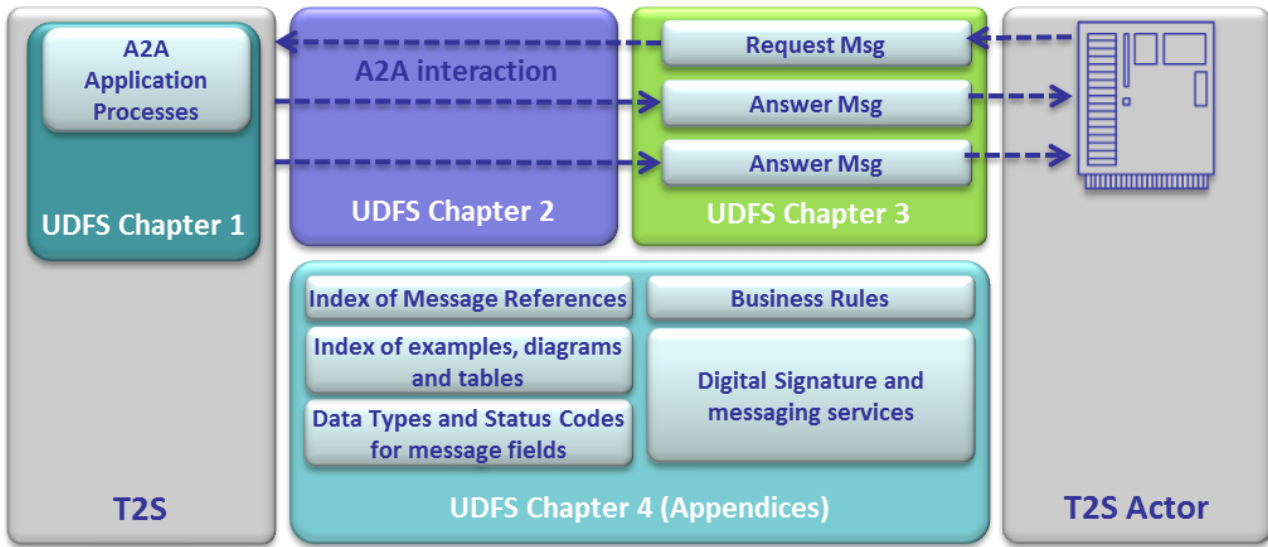 A2A
Application
Processes
UDFS Chapter 1
T2S
A2A interaction
UDFS Chapter 2
Request Msg
Answer Msg
Answer Msg
UDFS Chapter 3
Index of Message References
Business Rules
Index of examples, diagrams
and tables
Digital Signature and
messaging services
Data Types and Status Codes
for message fields
UDFS Chapter 4 (Appendices)
T2S Actor